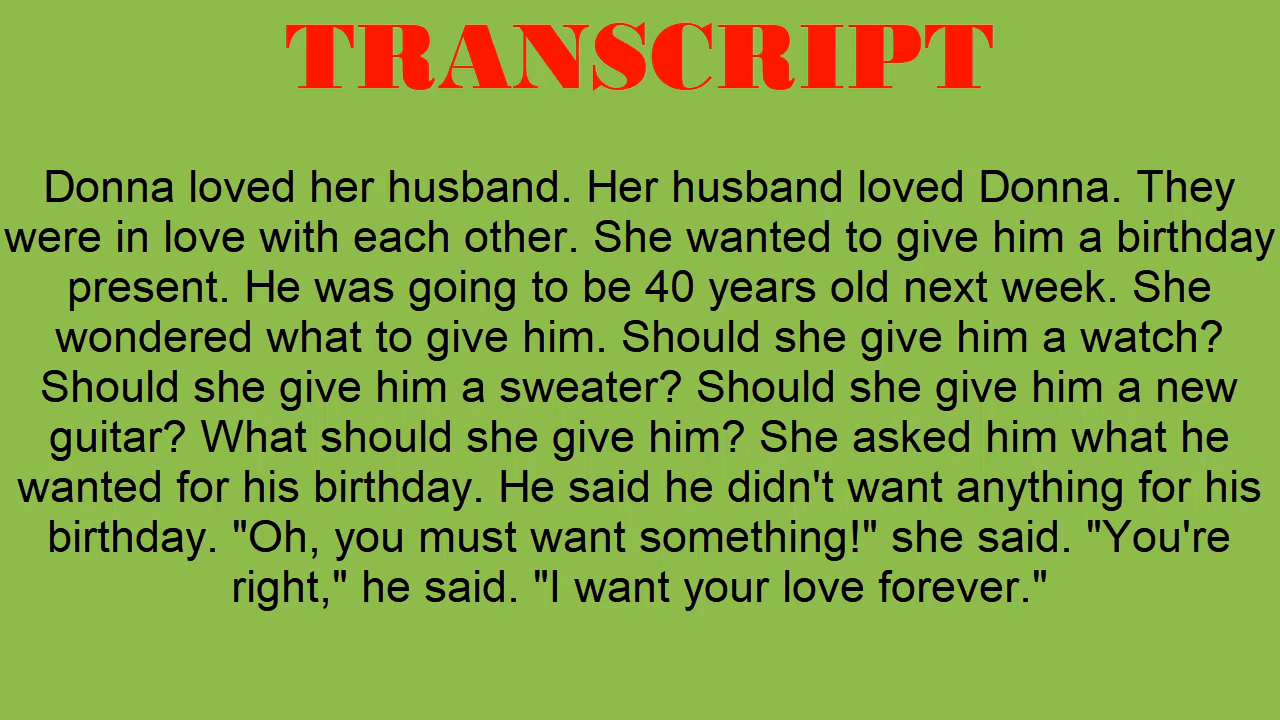 TRANSCRIPT
Donna loved her husband. Her husband loved Donna. They
were in love with each other. She wanted to give him a birthday
present. He was going to be 40 years old next week. She
wondered what to give him. Should she give him a watch?
Should she give him a sweater? Should she give him a new
guitar? What should she give him? She asked him what he
wanted for his birthday. He said he didn't want anything for his
birthday. "Oh, you must want something!" she said. "You're
right," he said. "I want your love forever."